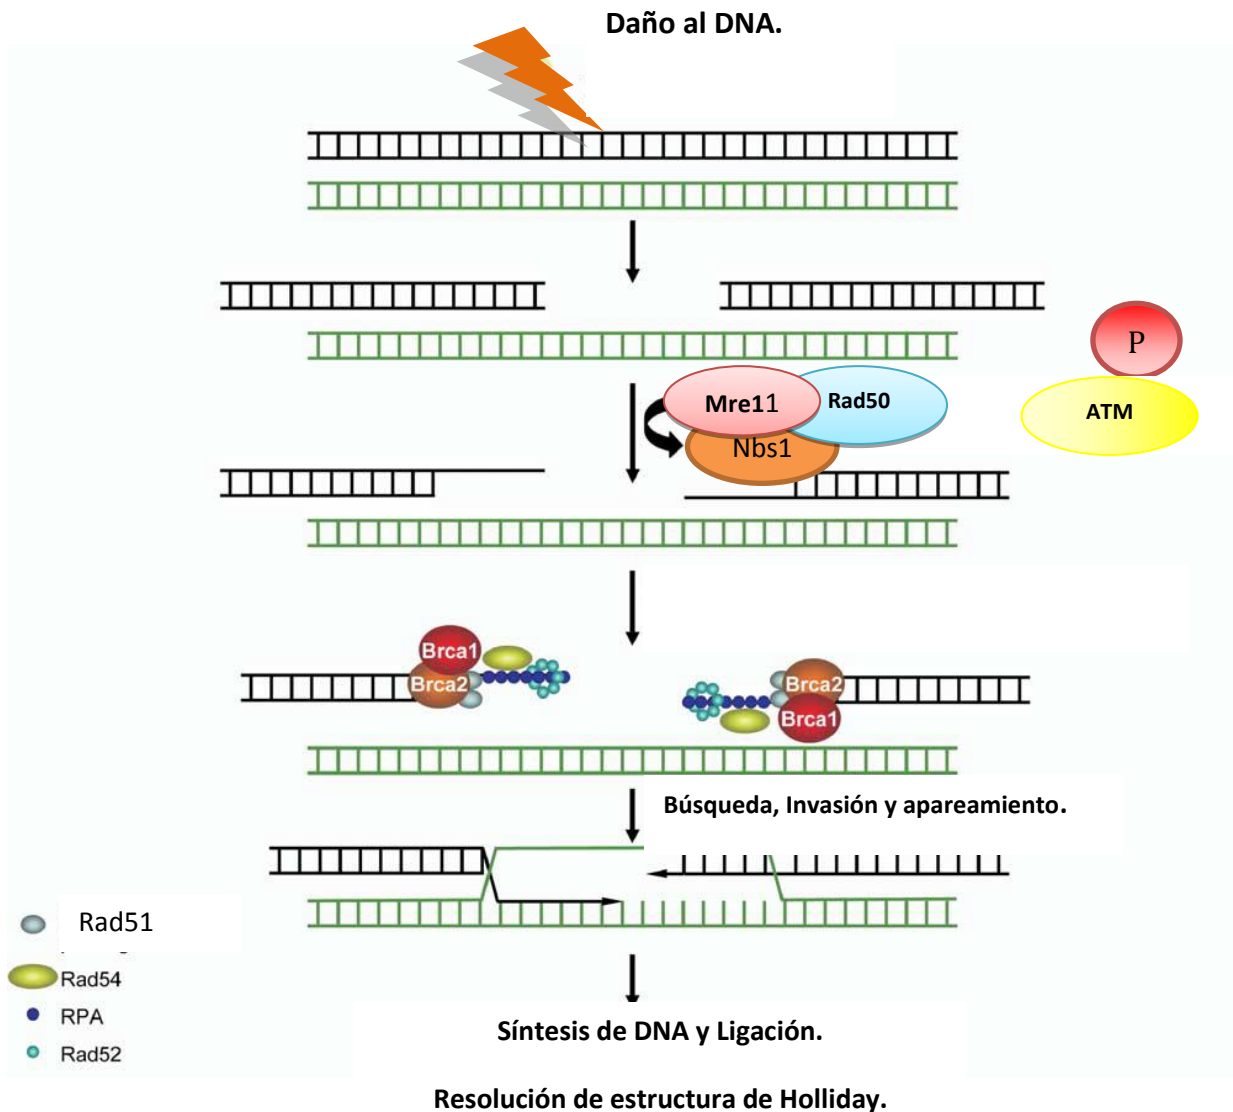 Daño al DNA.
P
Mre11
Rad50
ATM
Nbs1
Brca1
Brca2
Brca2
Brca1
Búsqueda, Invasión y apareamiento.
Rad51
Rad54
RPA
Rad52
Síntesis de DNA y Ligación.
Resolución de estructura de Holliday.